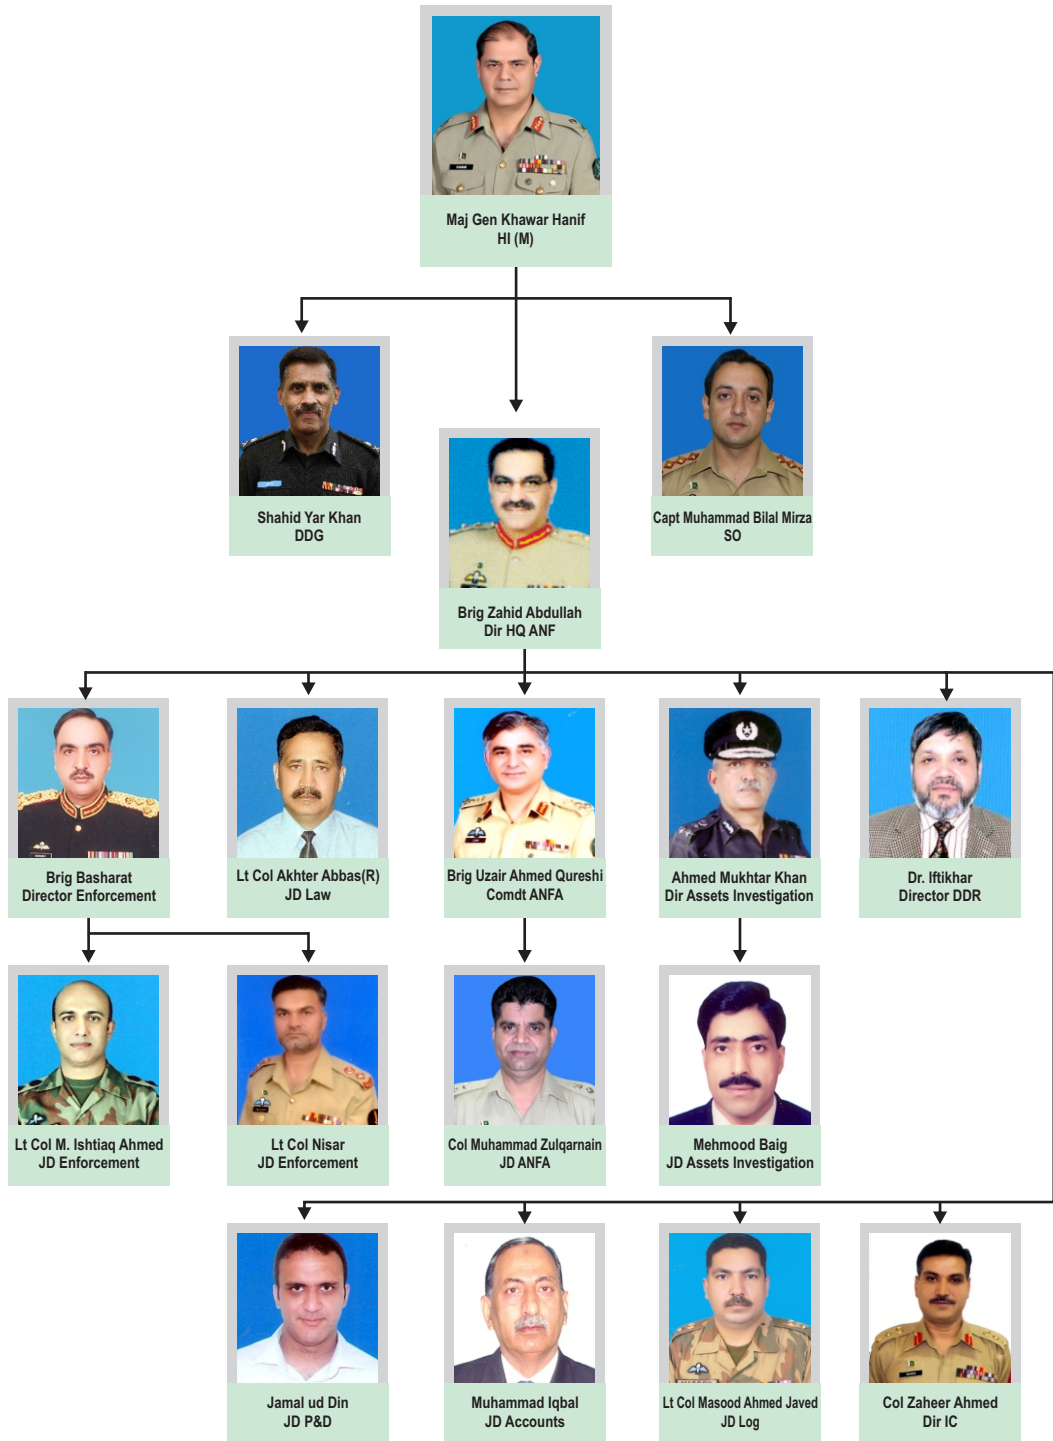 Maj Gen Khawar Hanif
HI (M)
Shahid Yar Khan
DDG
Capt Muhammad Bilal Mirza
SO
Brig Zahid Abdullah
Dir HQ ANF
Brig Basharat
Director Enforcement
Lt Col Akhter Abbas(R)
JD Law
Brig Uzair Ahmed Qureshi
Comdt ANFA
Ahmed Mukhtar Khan
Dir Assets Investigation
Dr. Iftikhar
Director DDR
Lt Col M. Ishtiaq Ahmed
JD Enforcement
Lt Col Nisar
JD Enforcement
Col Muhammad Zulqarnain
JD ANFA
Mehmood Baig
JD Assets Investigation
Jamal ud Din
JD P&D
Muhammad Iqbal
JD Accounts
Lt Col Masood Ahmed Javed
JD Log
Col Zaheer Ahmed
Dir IC